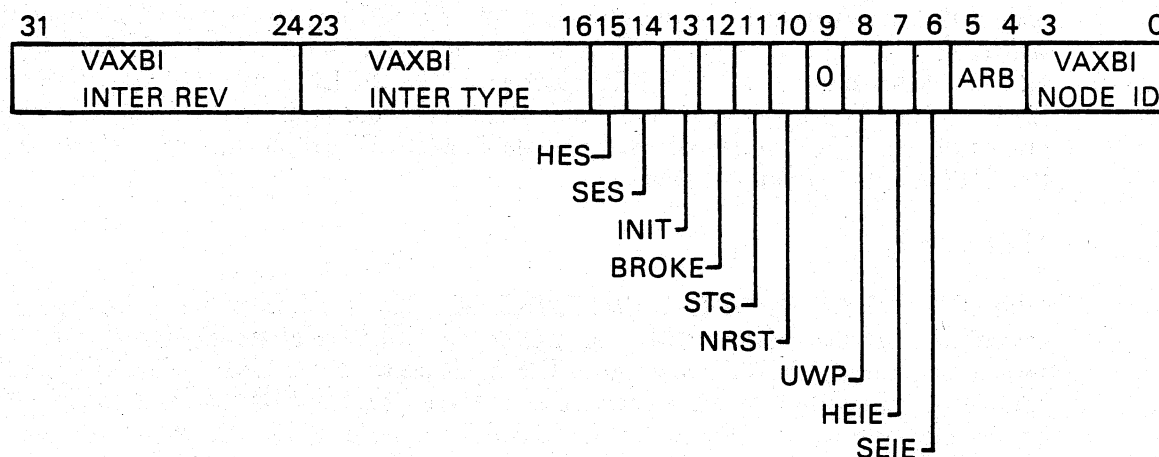 31 24 23 16 15 14 13 12 11 10 9 8 7 6 5 4 3 0
VAXBI VAXBI 0 ARB VAXBI
INTER REV INTER TYPE NODE ID
HES
SES
INIT
BROKE
STS
NRST
UWP
HEIE
SEIE